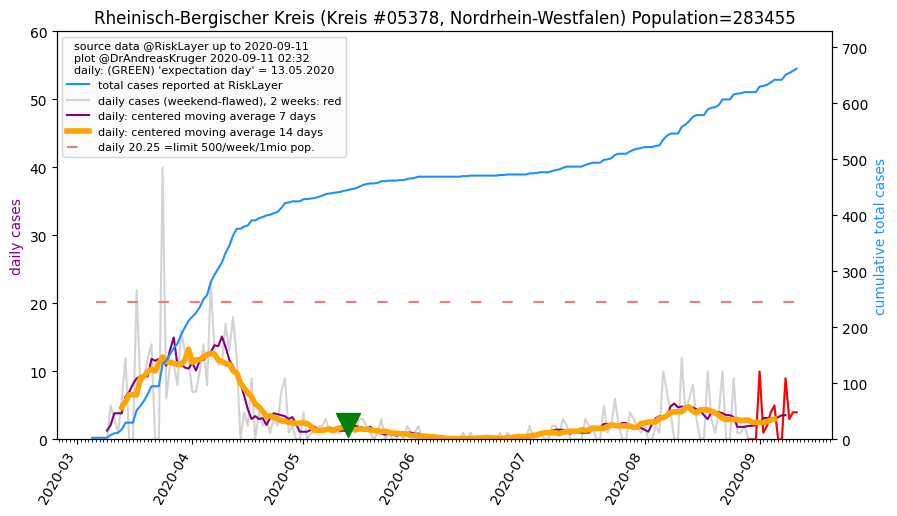 Rheinisch-Bergischer Kreis (Kreis #05378, Nordrhein-Westfalen) Population=283455
source data @RiskLayer up to 2020-09-11
plot @DrAndreasKruger 2020-09-11 02:32
daily: (GREEN) 'expectation day' = 13.05.2020
total cases reported at RiskLayer
daily cases (weekend-flawed), 2 weeks: red
daily: centered moving average 7 days
daily: centered moving average 14 days
daily 20.25 =limit 500/week/1mio pop.
daily cases
60
50
40
30
20
10
0
cumulative total cases
700
600
500
400
300
200
100
0
2020-03
2020-04
2020-05
2020-06
2020-07
2020-08
2020-09